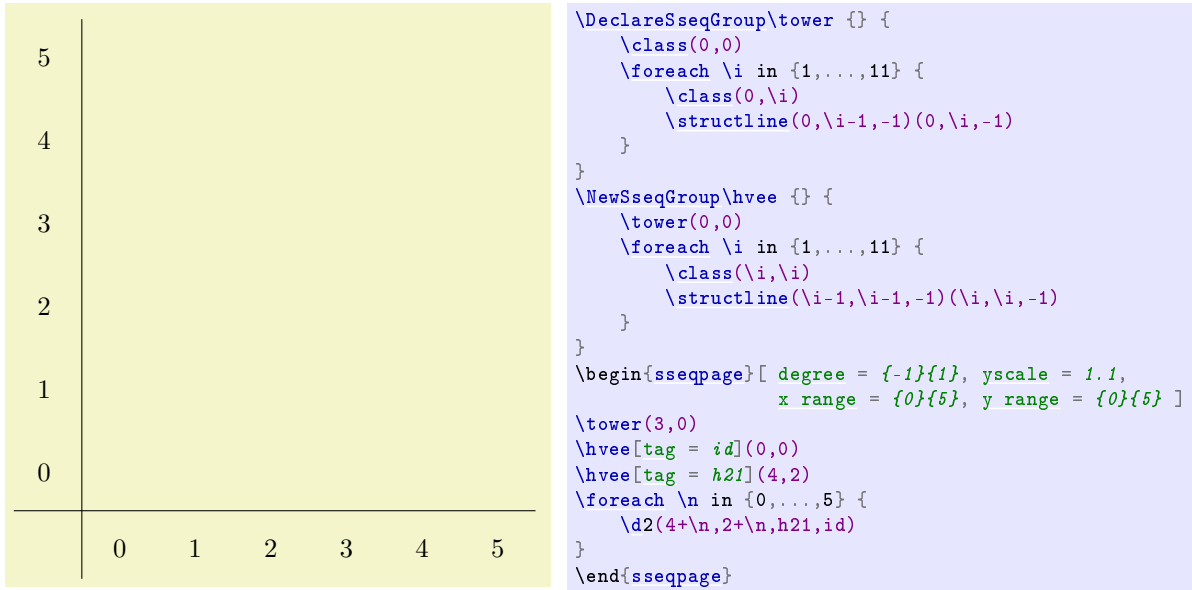 5
4
3
2
1
0
0 1 2 3 4 5
\DeclareSseqGroup\tower {} {
    \class(0,0)
    \foreach \i in {1,...,11} {
        \class(0,\i)
        \structline(0,\i-1,-1)(0,\i,-1)
    }
}
\NewSseqGroup\hvee {} {
    \tower(0,0)
    \foreach \i in {1,...,11} {
        \class(\i,\i)
        \structline(\i-1,\i-1,-1)(\i,\i,-1)
    }
}
\begin{sseqpage}[ degree = {-1}{1}, yscale = 1.1,
                  x range = {0}{5}, y range = {0}{5} ]
\tower(3,0)
\hvee[tag = id](0,0)
\hvee[tag = h21](4,2)
\foreach \n in {0,...,5} {
    \d2(4+\n,2+\n,h21,id)
}
\end{sseqpage}